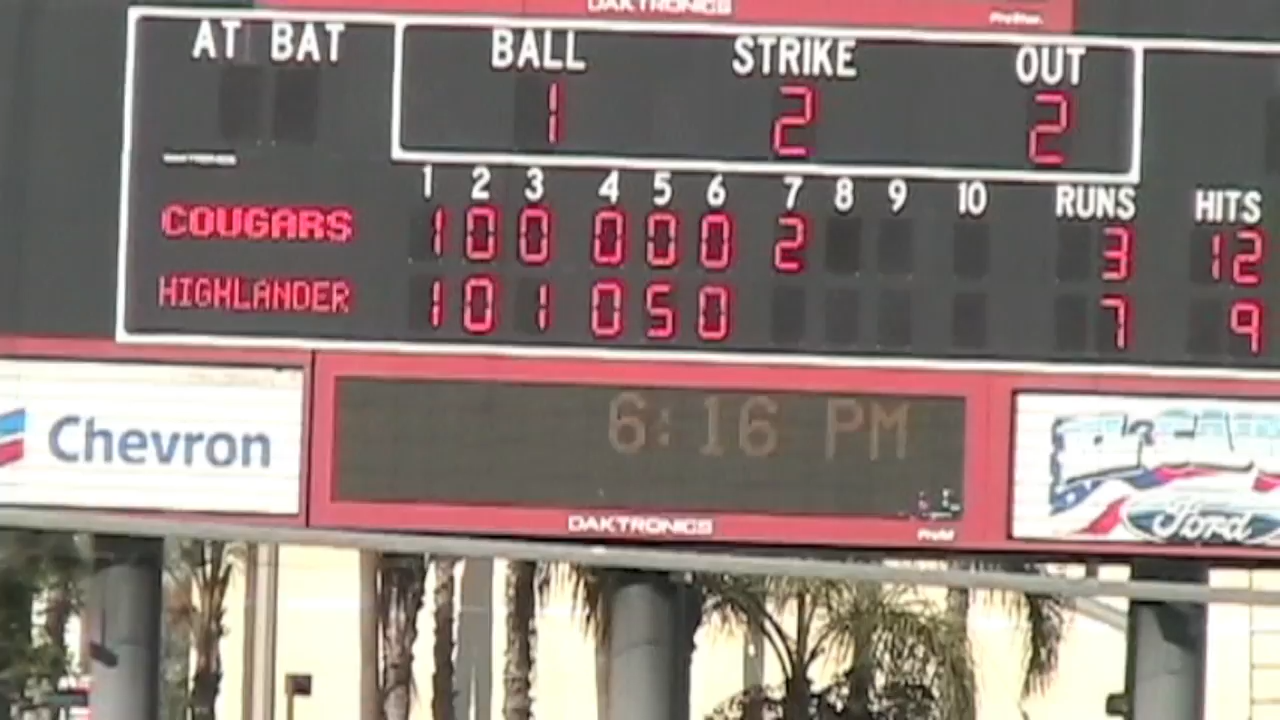 DAKTRONICS
AT BAT BALL STRIKE OUT
1 2 2
1 2 3 4 5 6 7 8 9 10 RUNS HITS
COUGARS 1 0 0 0 0 0 2 3 12
HIGHLANDER 1 0 1 0 5 0 7 9
Chevron
6:16 PM
Ford
DAKTRONICS